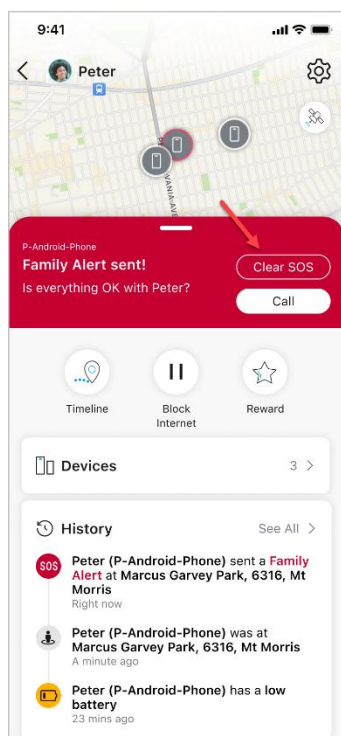 9:41
Peter
VANIA-AVE
P-Android-Phone
Family Alert sent!
Clear SOS
Is everything OK with Peter?
Call
Timeline
Block
Internet
Reward
Devices
3
History
See All
SOS
Peter (P-Android-Phone) sent a Family
Alert at Marcus Garvey Park, 6316, Mt
Morris
Right now
Peter (P-Android-Phone) was at
Marcus Garvey Park, 6316, Mt Morris
A minute ago
Peter (P-Android-Phone) has a low
battery
23 mins ago